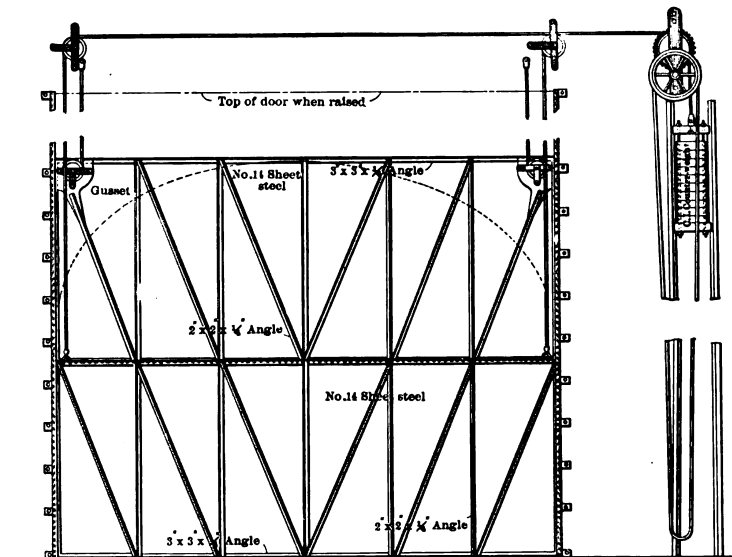 Top of door when raised
No.14 Sheet
steel
3" x 3" x ¼" Angle
Gusset
2" x 2" x ¼" Angle
No.14 Sheet steel
2" x 2" x ¼" Angle
3" x 3" x ¼" Angle